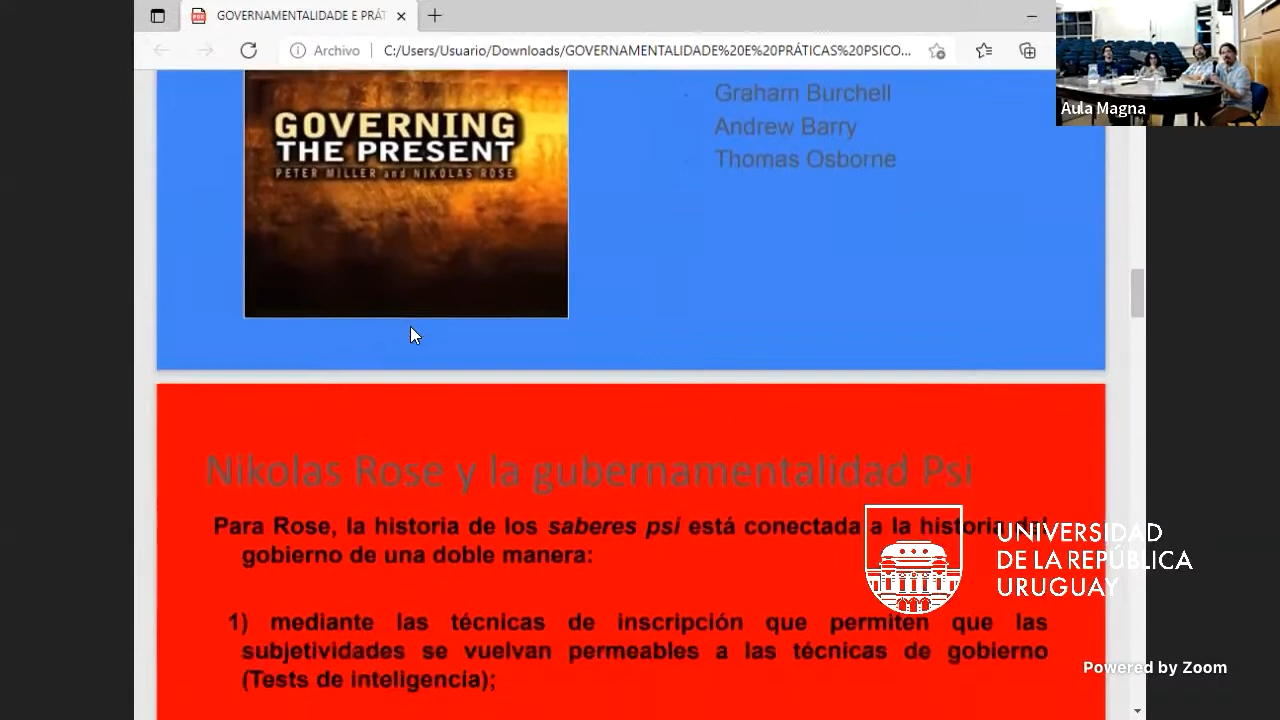 GOVERNAMENTALIDADE E PRÁT
Archivo
C:/Users/Usuario/Downloads/GOVERNAMENTALIDADE%20E%20PRÁTICAS%20PSICO...
Aula Magna
GOVERNING
THE PRESENT
PETER MILLER and NIKOLAS ROSE
Graham Burchell
Andrew Barry
Thomas Osborne
Nikolas Rose y la gubernamentalidad Psi
Para Rose, la historia de los saberes psi está conectada a la historia del
gobierno de una doble manera:
1) mediante las técnicas de inscripción que permiten que las
subjetividades se vuelvan permeables a las técnicas de gobierno
(Tests de inteligencia);
UNIVERSIDAD
DE LA REPÚBLICA
URUGUAY
Powered by Zoom